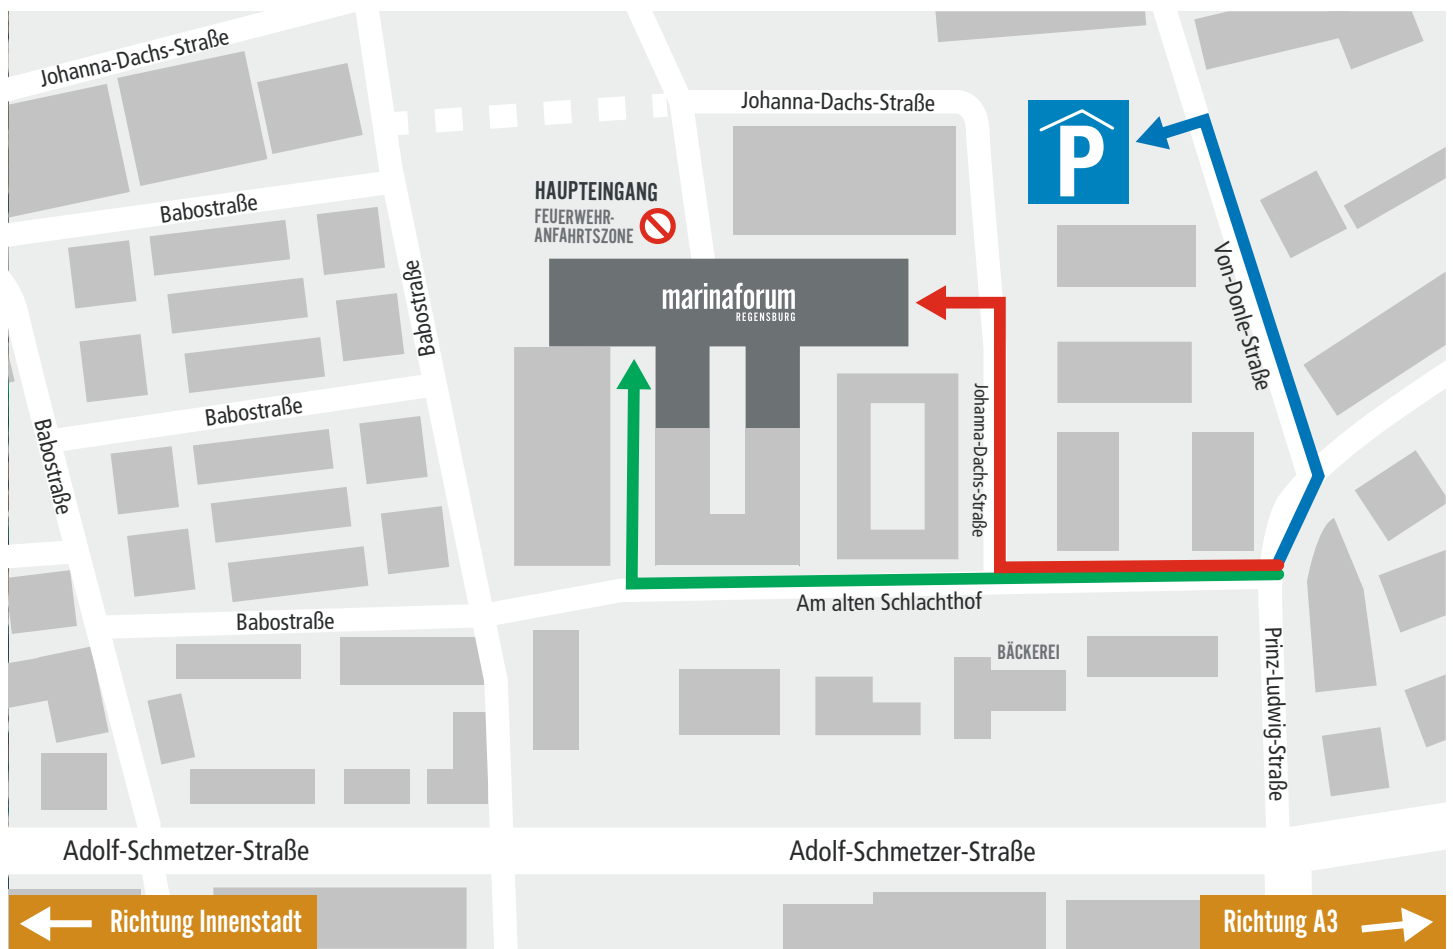 Johanna-Dachs-Straße
Johanna-Dachs-Straße
P
HAUPTEINGANG
FEUERWEHR-
ANFAHRTSZONE
Babostraße
Babostraße
marinaforum
REGENSBURG
Von-Donle-Straße
Babostraße
Babostraße
Johanna-Dachs-Straße
Am alten Schlachthof
Babostraße
BÄCKEREI
Prinz-Ludwig-Straße
Adolf-Schmetzer-Straße
Adolf-Schmetzer-Straße
Richtung Innenstadt
Richtung A3